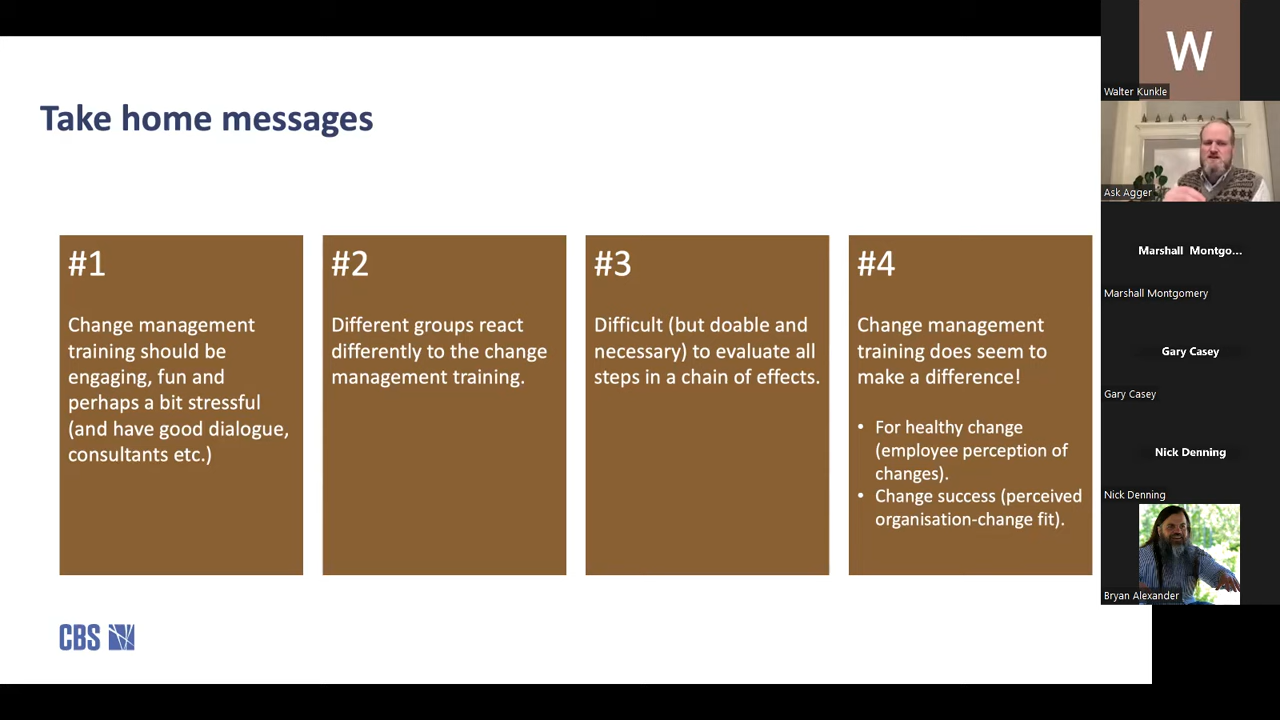 Take home messages
#1
Change management
training should be
engaging, fun and
perhaps a bit stressful
(and have good dialogue,
consultants etc.)
#2
Different groups react
differently to the change
management training.
#3
Difficult (but doable and
necessary) to evaluate all
steps in a chain of effects.
#4
Change management
training does seem to
make a difference!
• For healthy change
(employee perception of
changes).
• Change success (perceived
organisation-change fit).
CBS
W
Walter Kunkle
Ask Agger
Marshall Montgo...
Marshall Montgomery
Gary Casey
Gary Casey
Nick Denning
Nick Denning
Bryan Alexander